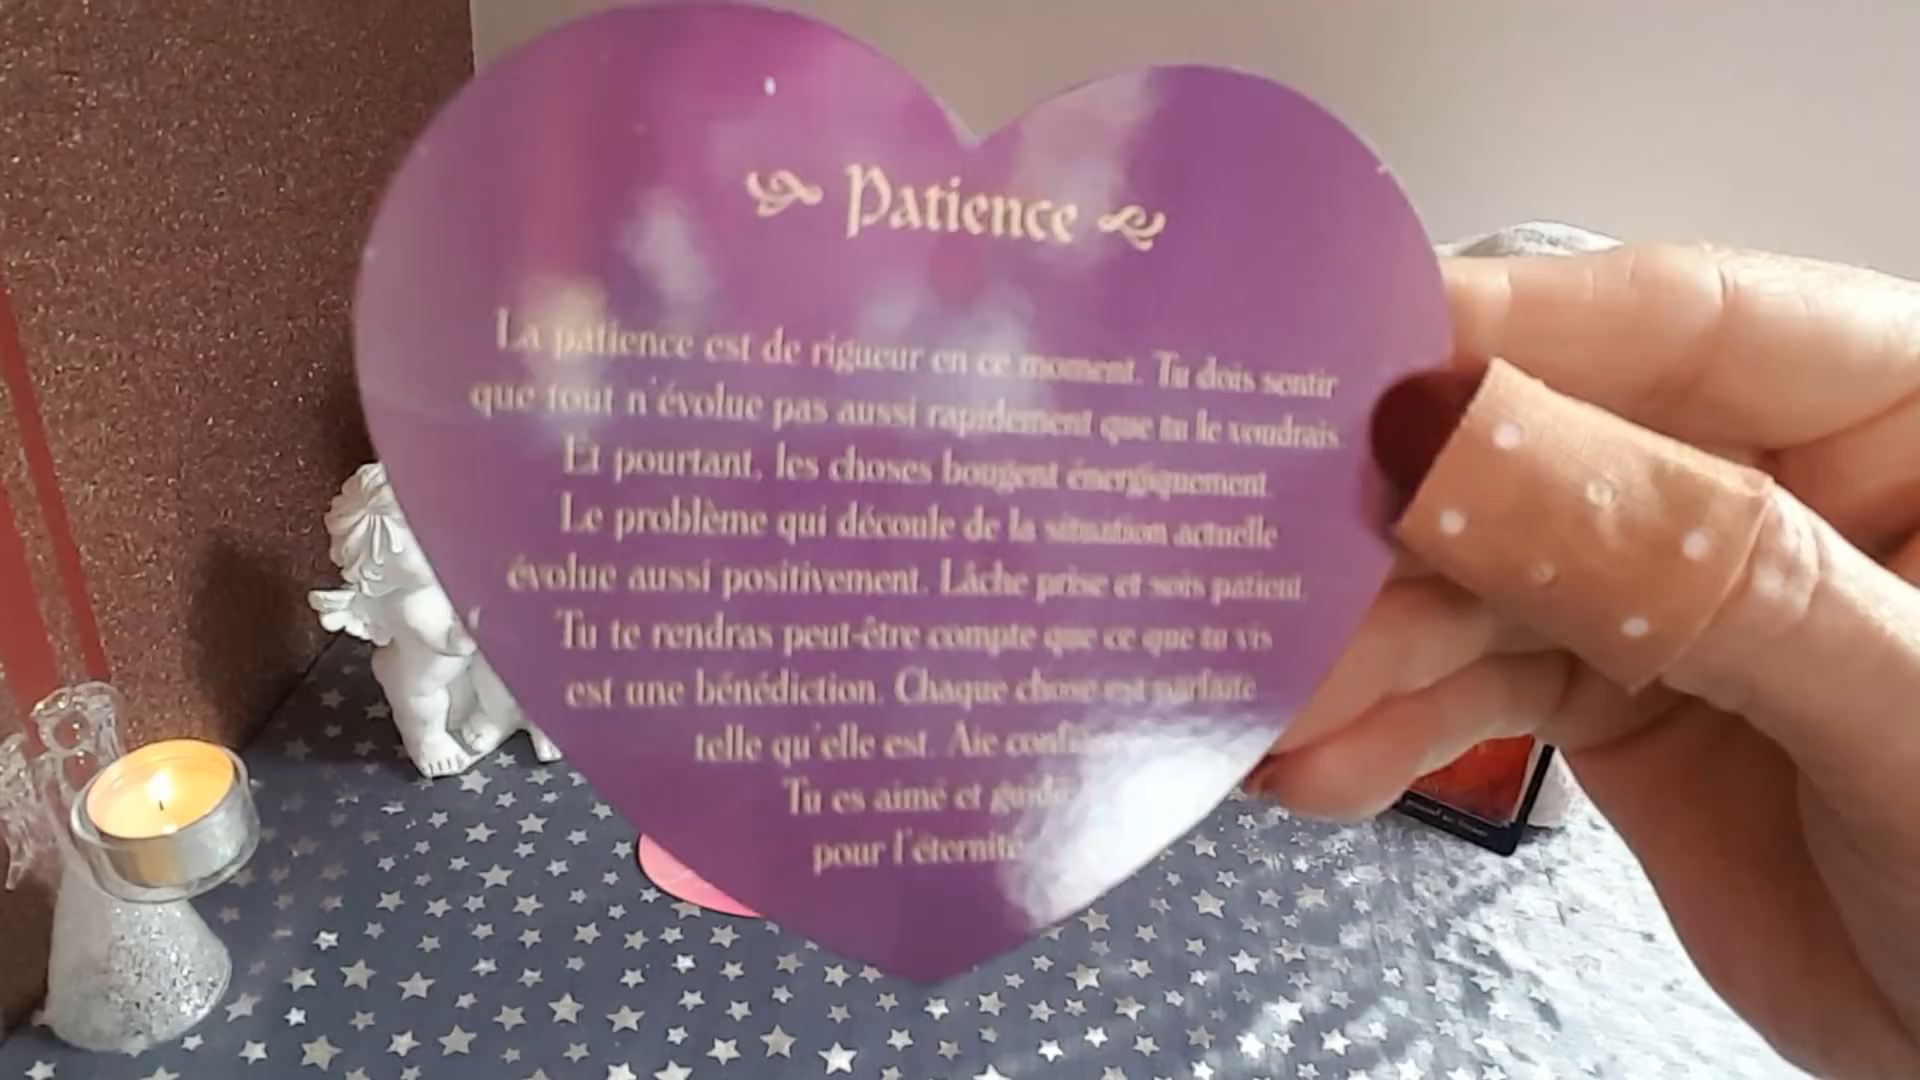 Patience
La patience est de rigueur en ce moment. Tu dois sentir
que tout n'évolue pas aussi rapidement que tu le voudrais.
Et pourtant, les choses bougent énergiquement.
Le problème qui découle de la situation actuelle
évolue aussi positivement. Lâche prise et sois patient.
Tu te rendras peut-être compte que ce que tu vis
est une bénédiction. Chaque chose est parfaite
telle qu'elle est. Aie
Tu es aimé et guidé
pour l'éternité